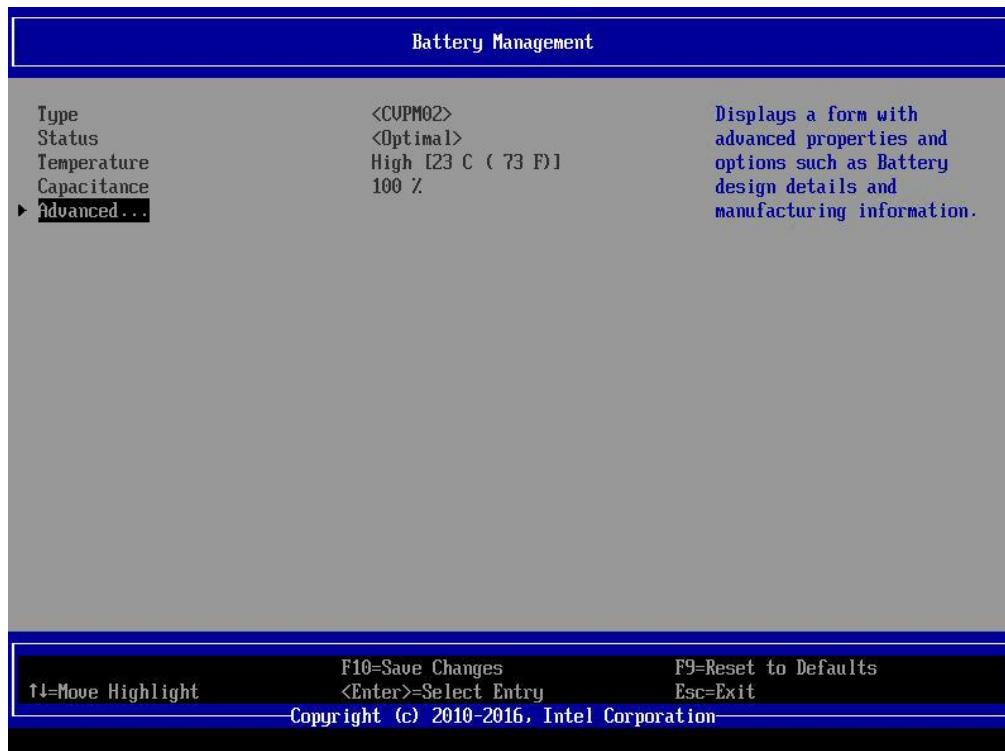 Battery Management
Type <CVPM02>
Status <Optimal>
Temperature High [23 C ( 73 F)]
Capacitance 100 %
Advanced...
Displays a form with
advanced properties and
options such as Battery
design details and
manufacturing information.
F10=Save Changes F9=Reset to Defaults
↑↓=Move Highlight <Enter>=Select Entry Esc=Exit
Copyright (c) 2010-2016, Intel Corporation